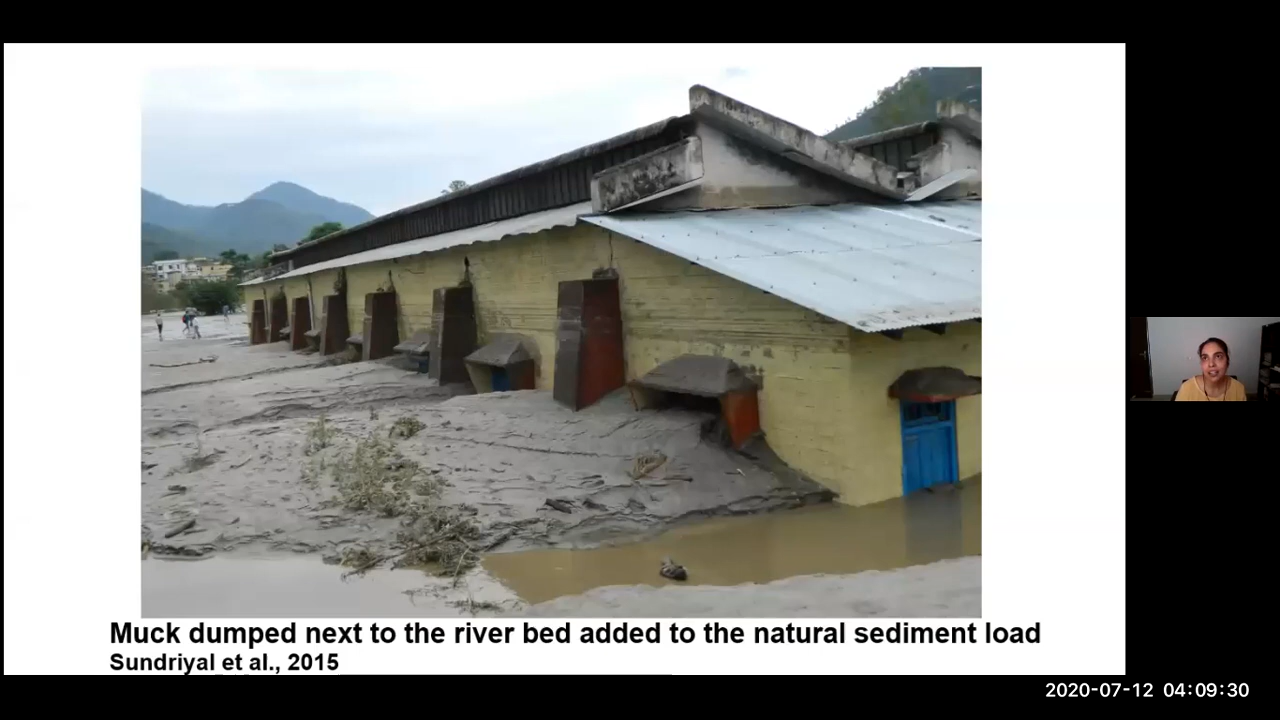 Muck dumped next to the river bed added to the natural sediment load
Sundriyal et al., 2015
2020-07-12 04:09:30